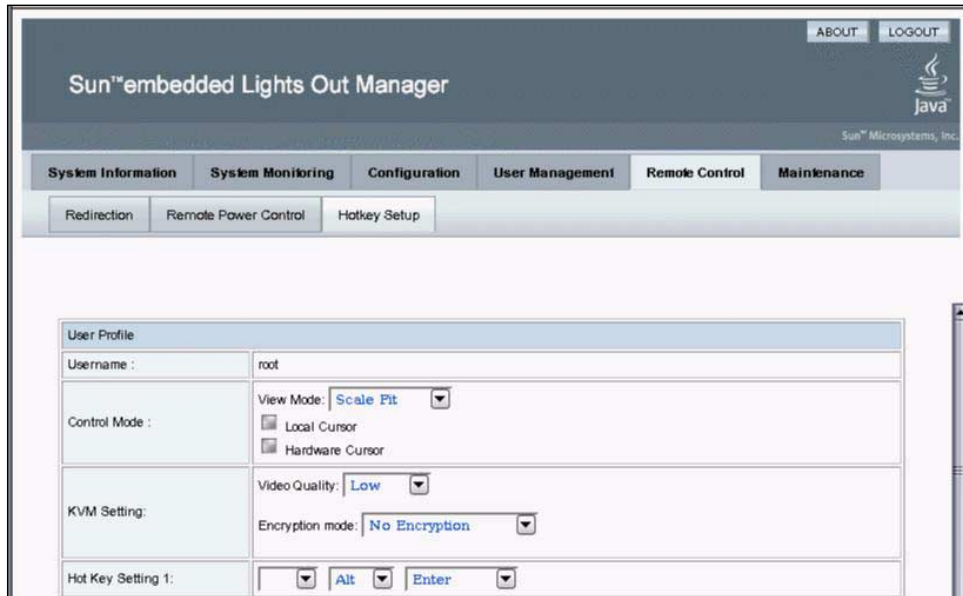 ABOUT LOGOUT
Sun™embedded Lights Out Manager
Java™
Sun™ Microsystems, Inc.
System Information System Monitoring Configuration User Management Remote Control Maintenance
Redirection Remote Power Control Hotkey Setup
User Profile
Username : root
Control Mode : View Mode: Scale Fit
Local Cursor
Hardware Cursor
KVM Setting: Video Quality: Low
Encryption mode: No Encryption
Hot Key Setting 1: Alt Enter